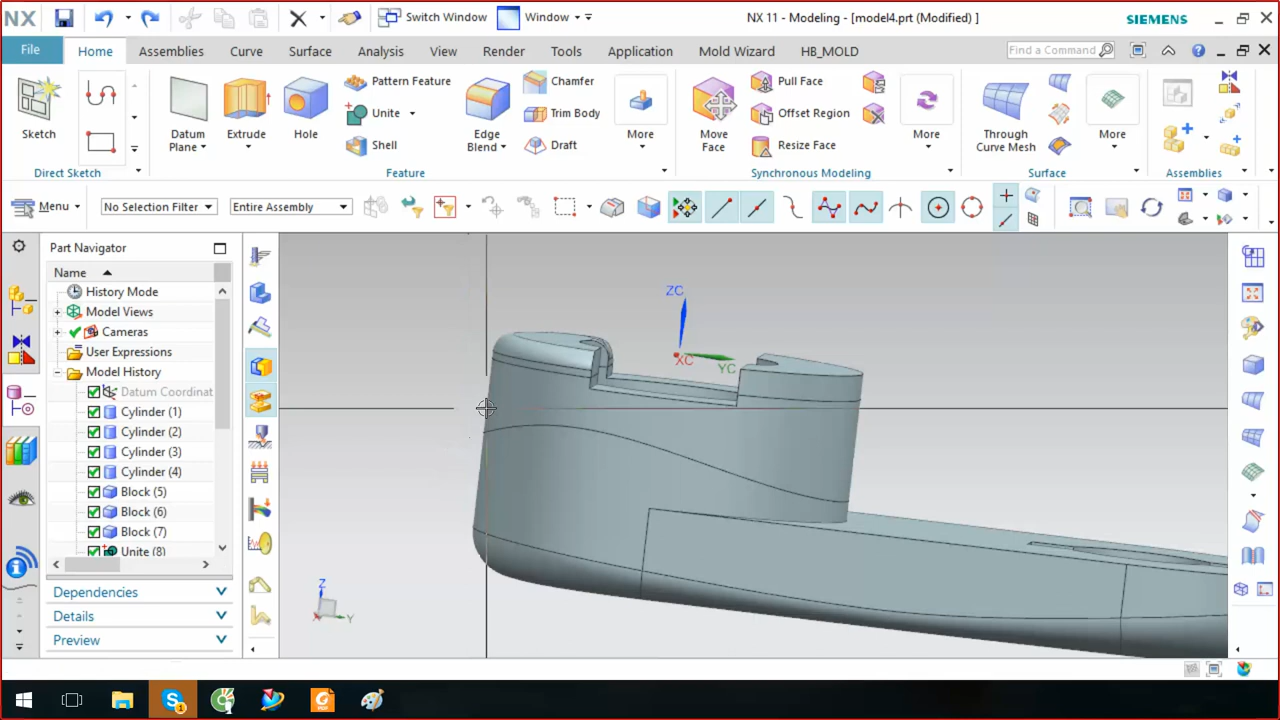 NX
Switch Window
Window
NX 11 - Modeling - [model4.prt (Modified) ]
SIEMENS
File
Home
Assemblies
Curve
Surface
Analysis
View
Render
Tools
Application
Mold Wizard
HB_MOLD
Find a Command
Sketch
Direct Sketch
Datum
Plane
Extrude
Hole
Pattern Feature
Unite
Shell
Edge
Blend
Chamfer
Trim Body
Draft
More
Feature
Move
Face
Pull Face
Offset Region
Resize Face
More
Synchronous Modeling
Through
Curve Mesh
More
Surface
Assemblies
Menu
No Selection Filter
Entire Assembly
Part Navigator
Name
History Mode
Model Views
Cameras
User Expressions
Model History
Datum Coordinat
Cylinder (1)
Cylinder (2)
Cylinder (3)
Cylinder (4)
Block (5)
Block (6)
Block (7)
Unite (8)
Dependencies
Details
Preview
ZC
XC
YC
Z
X
Y